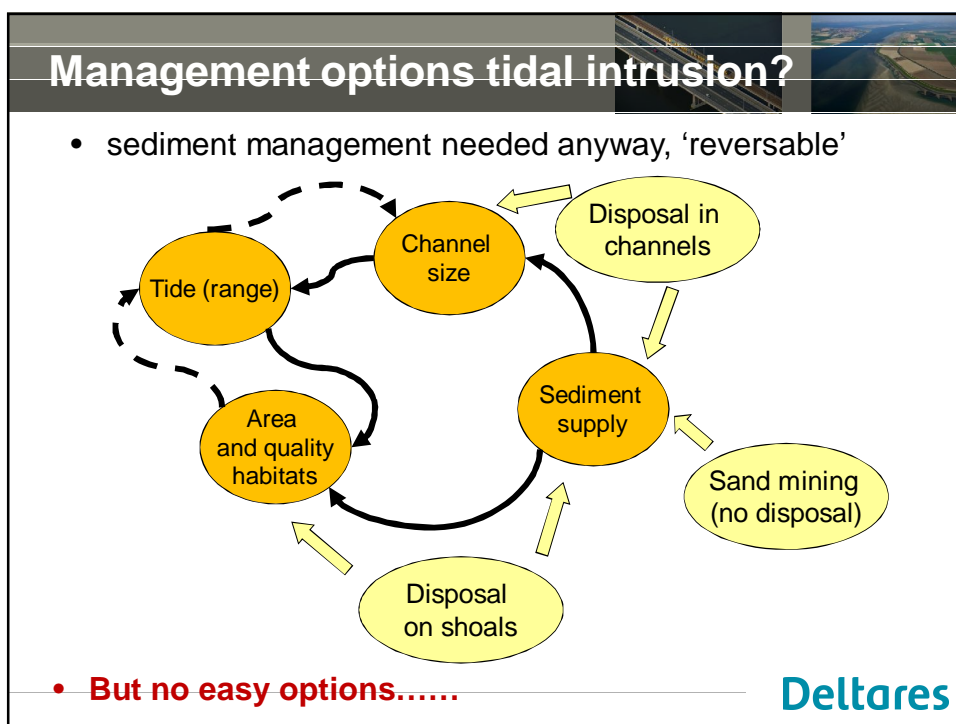 Management options tidal intrusion?
• sediment management needed anyway, ‘reversable’
Disposal in
channels
Channel
size
Tide (range)
Sediment
supply
Area
and quality
habitats
Sand mining
(no disposal)
Disposal
on shoals
• But no easy options……
Deltares